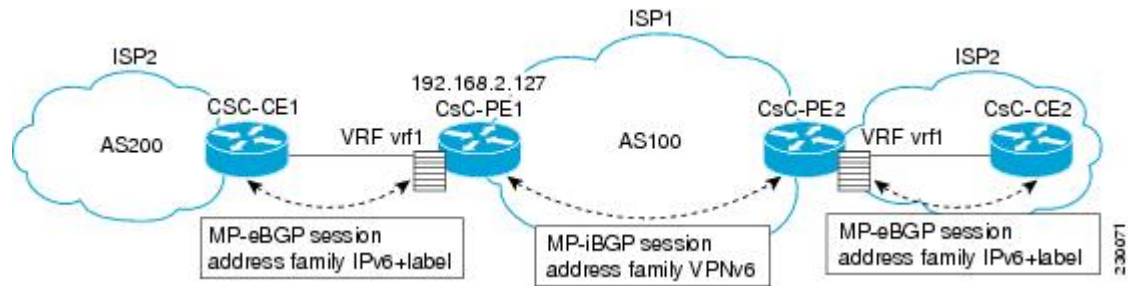 ISP1
ISP2
ISP2
192.168.2.127
CSC-CE1
CsC-PE1
CsC-PE2
CsC-CE2
AS200
VRF vrf1
AS100
VRF vrf1
MP-eBGP session
address family IPv6+label
MP-iBGP session
address family VPNv6
MP-eBGP session
address family IPv6+label
230071